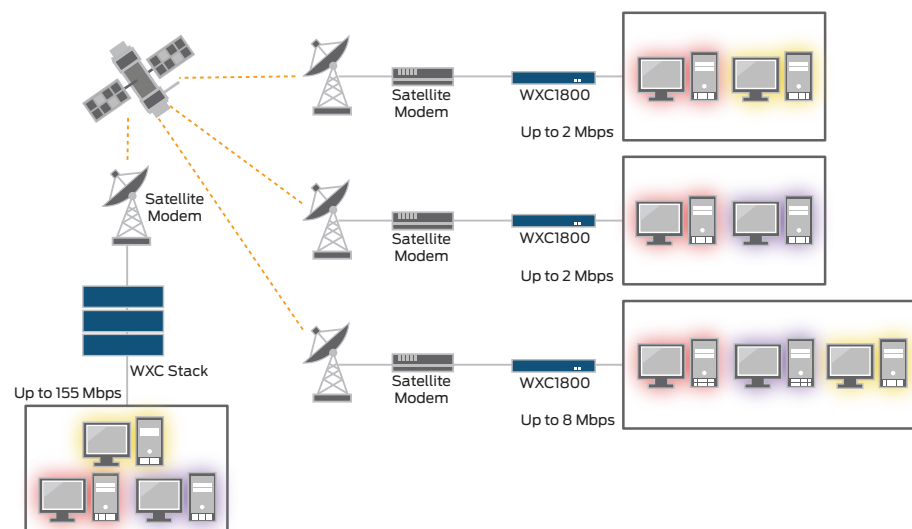 Satellite
Modem
WXC1800
Up to 2 Mbps
Satellite
Modem
Satellite
Modem
WXC1800
Up to 2 Mbps
WXC Stack
Up to 155 Mbps
Satellite
Modem
WXC1800
Up to 8 Mbps